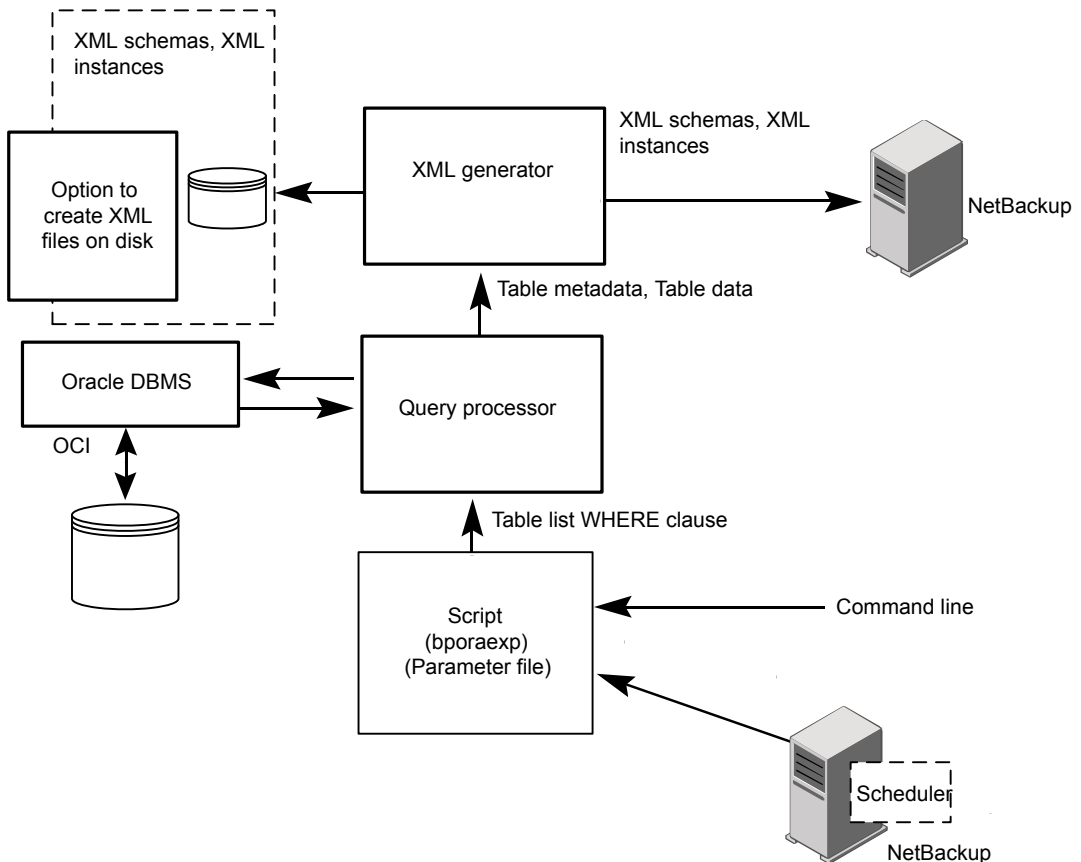 XML schemas, XML
instances
Option to
create XML
files on disk
XML generator
XML schemas, XML
instances
NetBackup
Table metadata, Table data
Oracle DBMS
Query processor
OCI
Table list WHERE clause
Script
(bporaexp)
(Parameter file)
Command line
Scheduler
NetBackup